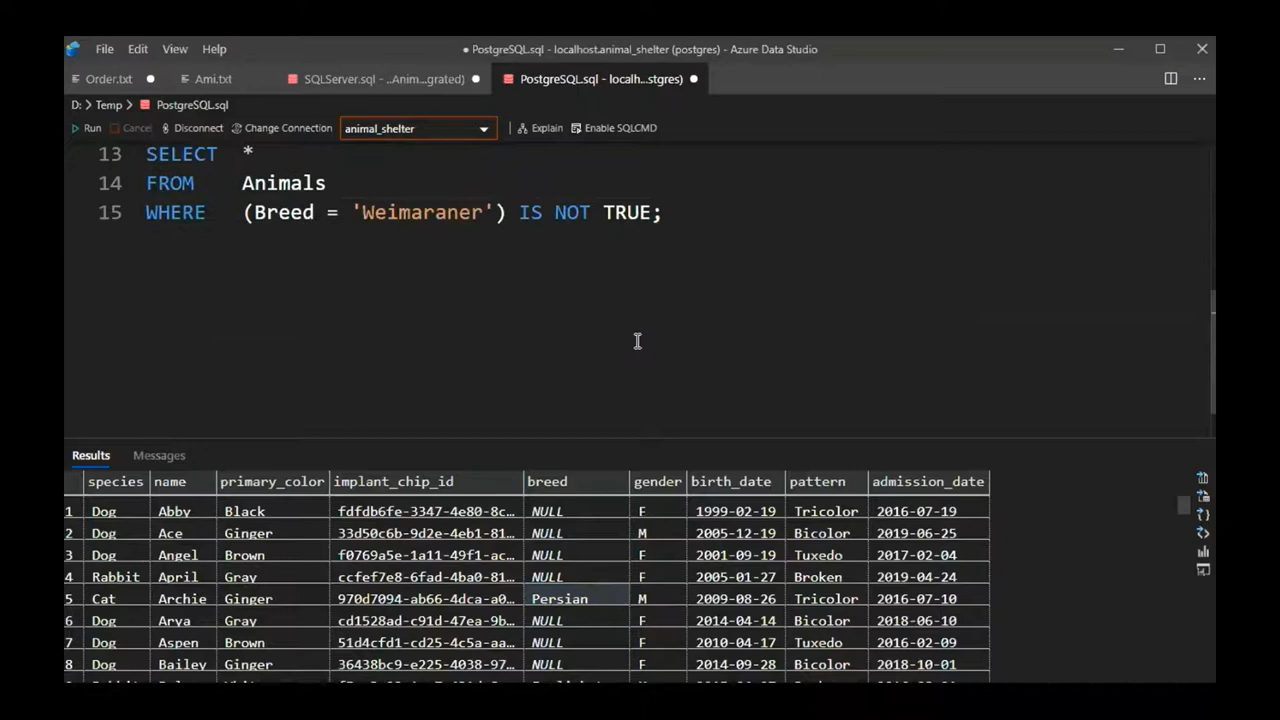 File Edit View Help ● PostgreSQL.sql - localhost.animal_shelter (postgres) - Azure Data Studio
Order.txt ● Ami.txt SQLServer.sql - ..Anim...grated) ● PostgreSQL.sql - localh...stgres) ●
D: > Temp > PostgreSQL.sql
Run Cancel Disconnect Change Connection animal_shelter Explain Enable SQLCMD
13 SELECT *
14 FROM Animals
15 WHERE (Breed = 'Weimaraner') IS NOT TRUE;
Results Messages
species name primary_color implant_chip_id breed gender birth_date pattern admission_date
1 Dog Abby Black fdfdb6fe-3347-4e80-8c... NULL F 1999-02-19 Tricolor 2016-07-19
2 Dog Ace Ginger 33d50c6b-9d2e-4eb1-81... NULL M 2005-12-19 Bicolor 2019-06-25
3 Dog Angel Brown f0769a5e-1a11-49f1-ac... NULL F 2001-09-19 Tuxedo 2017-02-04
4 Rabbit April Gray ccfef7e8-6fad-4ba0-81... NULL F 2005-01-27 Broken 2019-04-24
5 Cat Archie Ginger 970d7094-ab66-4dca-a0... Persian M 2009-08-26 Tricolor 2016-07-10
6 Dog Arya Gray cd1528ad-c91d-47ea-9b... NULL F 2014-04-14 Bicolor 2018-06-10
7 Dog Aspen Brown 51d4cfd1-cd25-4c5a-aa... NULL F 2010-04-17 Tuxedo 2016-02-09
8 Dog Bailey Ginger 36438bc9-e225-4038-97... NULL F 2014-09-28 Bicolor 2018-10-01